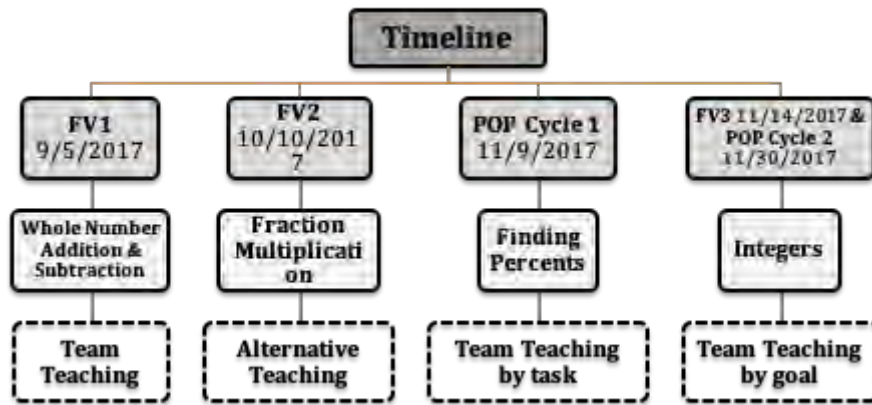 Timeline
FV1
9/5/2017
FV2
10/10/201
7
POP Cycle 1
11/9/2017
FV3 11/14/2017 &
POP Cycle 2
11/30/2017
Whole Number
Addition &
Subtraction
Fraction
Multiplicati
on
Finding
Percents
Integers
Team
Teaching
Alternative
Teaching
Team Teaching
by task
Team Teaching
by goal